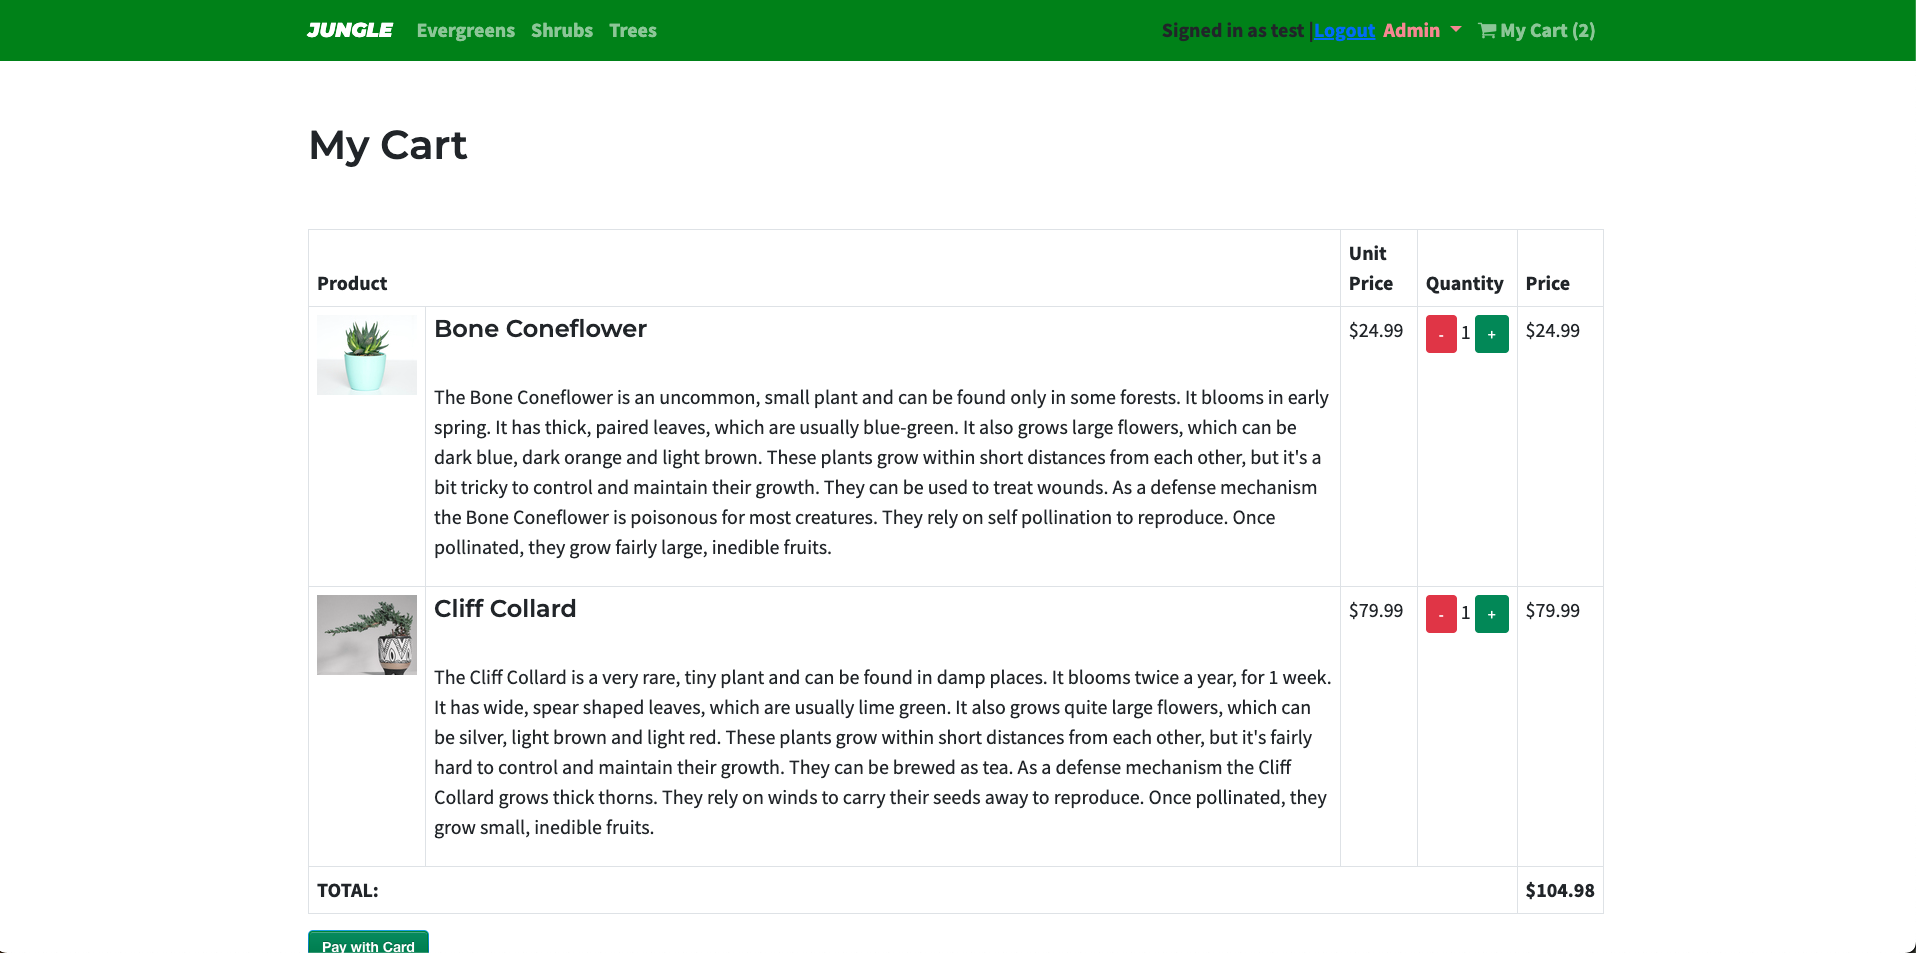 JUNGLE Evergreens Shrubs Trees Signed in as test |Logout Admin My Cart (2)
My Cart
Product Unit Price Quantity Price
Bone Coneflower $24.99 - 1 + $24.99
The Bone Coneflower is an uncommon, small plant and can be found only in some forests. It blooms in early
spring. It has thick, paired leaves, which are usually blue-green. It also grows large flowers, which can be
dark blue, dark orange and light brown. These plants grow within short distances from each other, but it's a
bit tricky to control and maintain their growth. They can be used to treat wounds. As a defense mechanism
the Bone Coneflower is poisonous for most creatures. They rely on self pollination to reproduce. Once
pollinated, they grow fairly large, inedible fruits.
Cliff Collard $79.99 - 1 + $79.99
The Cliff Collard is a very rare, tiny plant and can be found in damp places. It blooms twice a year, for 1 week.
It has wide, spear shaped leaves, which are usually lime green. It also grows quite large flowers, which can
be silver, light brown and light red. These plants grow within short distances from each other, but it's fairly
hard to control and maintain their growth. They can be brewed as tea. As a defense mechanism the Cliff
Collard grows thick thorns. They rely on winds to carry their seeds away to reproduce. Once pollinated, they
grow small, inedible fruits.
TOTAL: $104.98
Pay with Card